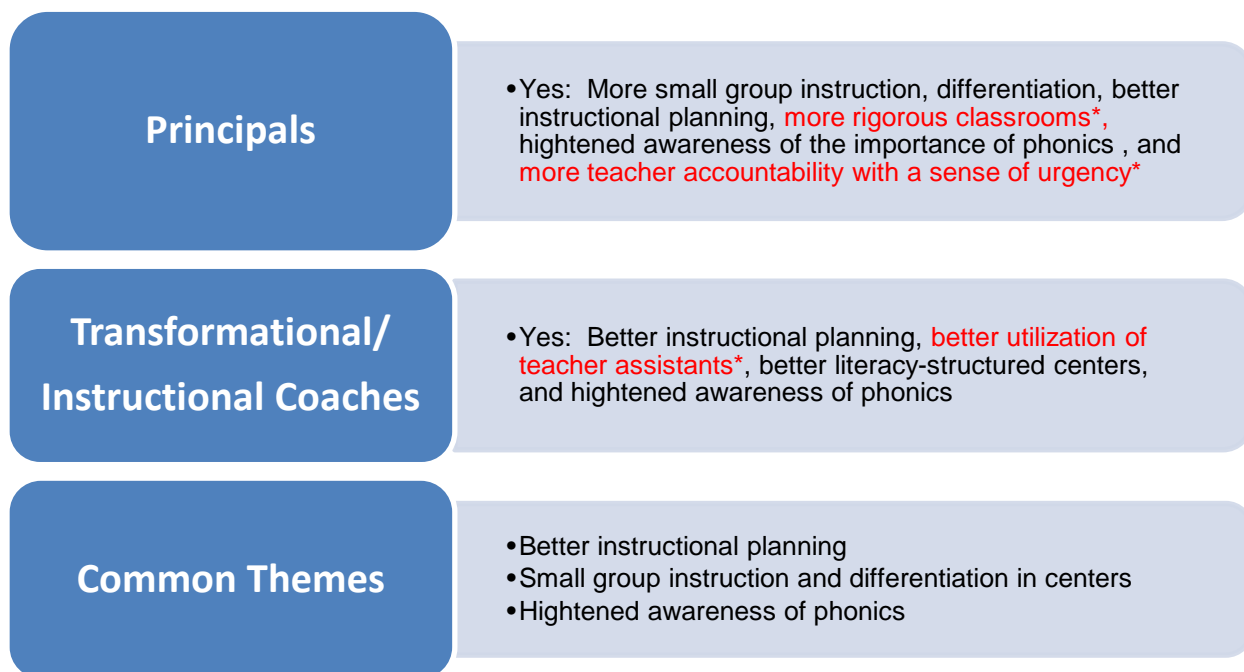 Principals
•Yes:  More small group instruction, differentiation, better
instructional planning, more rigorous classrooms*,
hightened awareness of the importance of phonics , and
more teacher accountability with a sense of urgency*
Transformational/
Instructional Coaches
•Yes:  Better instructional planning, better utilization of
teacher assistants*, better literacy-structured centers,
and hightened awareness of phonics
Common Themes
•Better instructional planning
•Small group instruction and differentiation in centers
•Hightened awareness of phonics